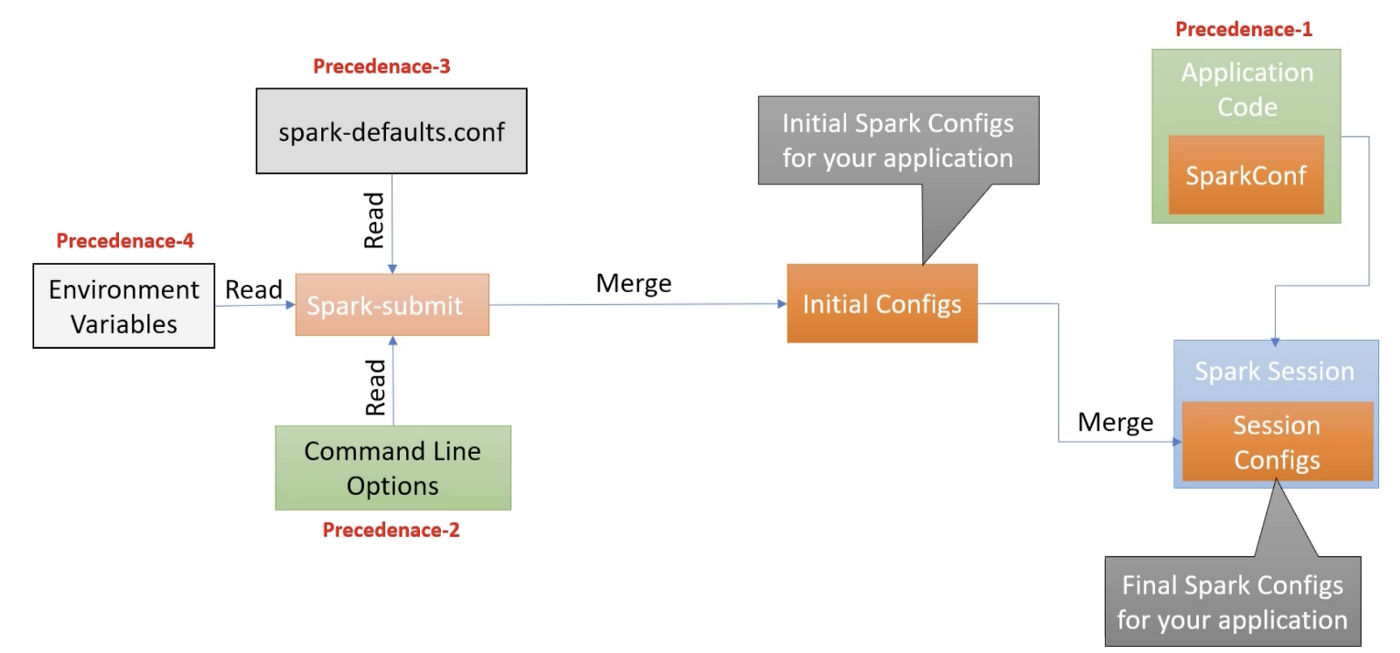 Precedenace-1
Application
Code
SparkConf
Precedenace-3
spark-defaults.conf
Read
Initial Spark Configs
for your application
Precedenace-4
Environment
Variables
Read
Spark-submit
Merge
Initial Configs
Read
Command Line
Options
Precedenace-2
Spark Session
Merge
Session
Configs
Final Spark Configs
for your application